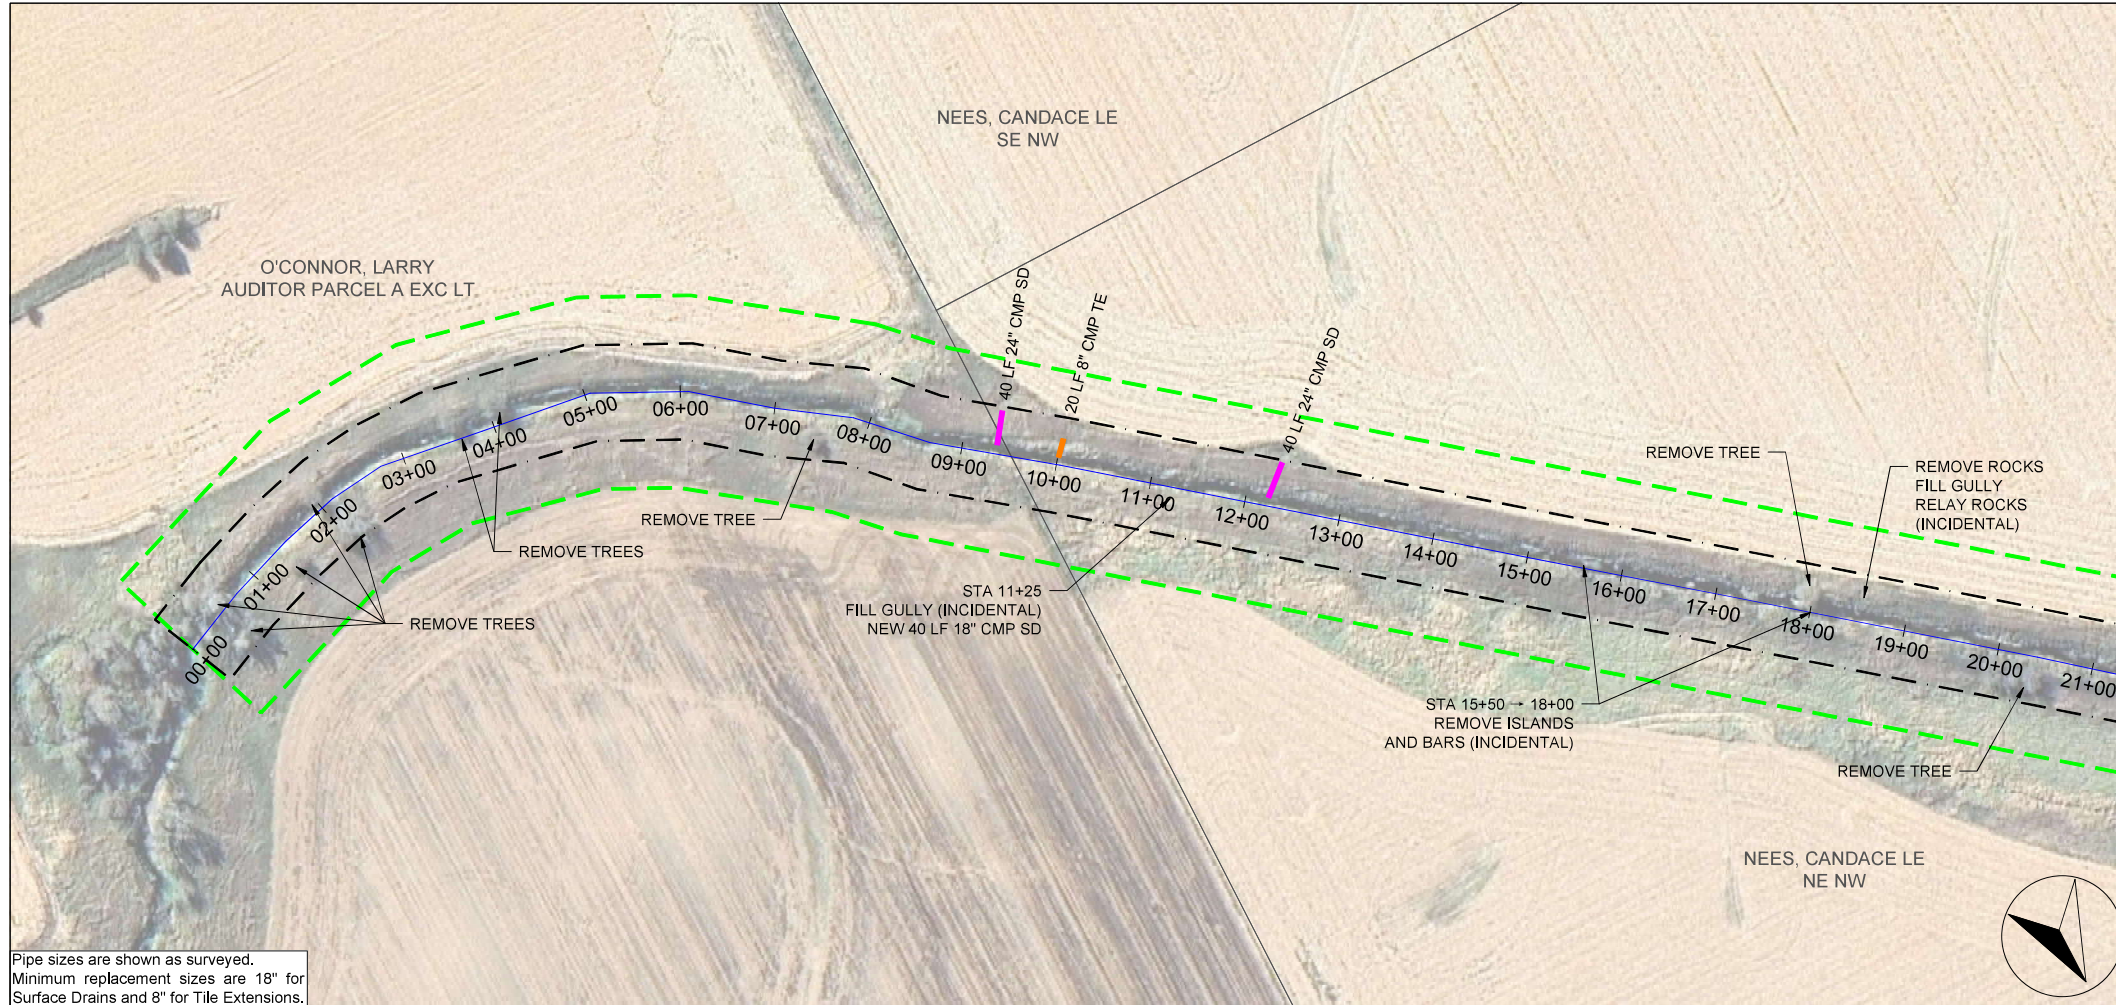 NEES, CANDACE LE
SE NW
O'CONNOR, LARRY
AUDITOR PARCEL A EXC LT
40 LF 24" CMP SD
20 LF 8" CMP TE
40 LF 24" CMP SD
00+00
01+00
02+00
03+00
04+00
05+00
06+00
07+00
08+00
09+00
10+00
11+00
12+00
13+00
14+00
15+00
16+00
17+00
18+00
19+00
20+00
21+00
REMOVE TREE
REMOVE ROCKS
FILL GULLY
RELAY ROCKS
(INCIDENTAL)
REMOVE TREE
REMOVE TREES
REMOVE TREES
STA 11+25
FILL GULLY (INCIDENTAL)
NEW 40 LF 18" CMP SD
STA 15+50 → 18+00
REMOVE ISLANDS
AND BARS (INCIDENTAL)
REMOVE TREE
NEES, CANDACE LE
NE NW
Pipe sizes are shown as surveyed.
Minimum replacement sizes are 18" for
Surface Drains and 8" for Tile Extensions.